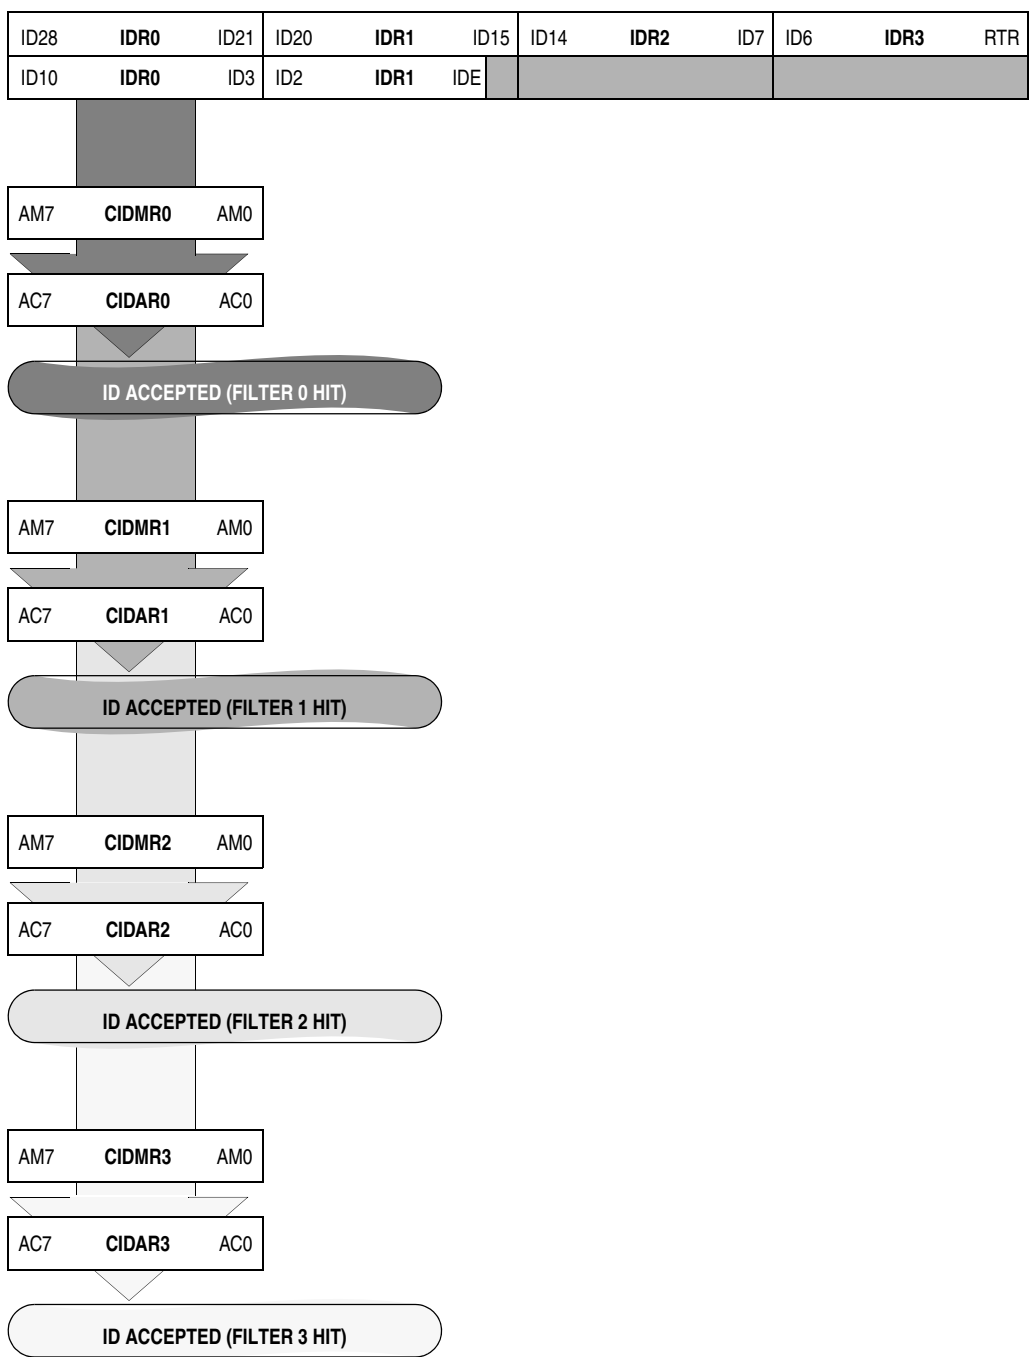 ID28 IDR0 ID21 ID20 IDR1 ID15 ID14 IDR2 ID7 ID6 IDR3 RTR
ID10 IDR0 ID3 ID2 IDR1 IDE
AM7 CIDMR0 AM0
AC7 CIDAR0 AC0
ID ACCEPTED (FILTER 0 HIT)
AM7 CIDMR1 AM0
AC7 CIDAR1 AC0
ID ACCEPTED (FILTER 1 HIT)
AM7 CIDMR2 AM0
AC7 CIDAR2 AC0
ID ACCEPTED (FILTER 2 HIT)
AM7 CIDMR3 AM0
AC7 CIDAR3 AC0
ID ACCEPTED (FILTER 3 HIT)